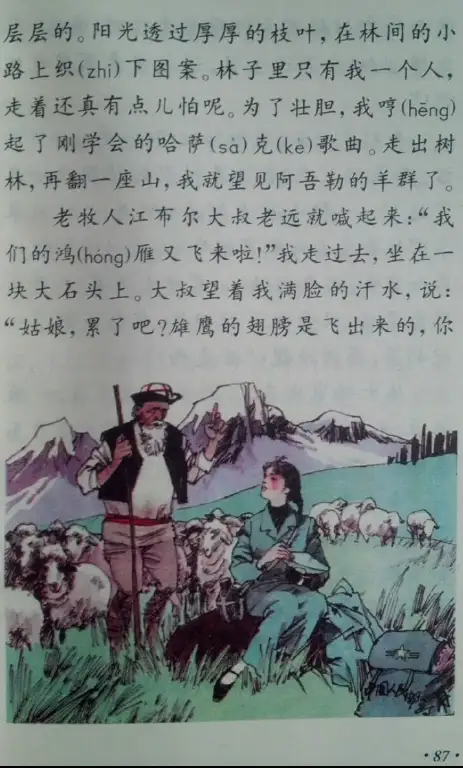 层层的。阳光透过厚厚的枝叶，在林间的小
路上织(zhī)下图案。林子里只有我一个人，
走着还真有点儿怕呢。为了壮胆，我哼(hēng)
起了刚学会的哈萨(sà)克(kè)歌曲。走出树
林，再翻一座山，我就望见阿吾勒的羊群了。
老牧人江布尔大叔老远就喊起来：“我
们的鸿(hóng)雁又飞来啦！”我走过去，坐在一
块大石头上。大叔望着我满脸的汗水，说：
“姑娘，累了吧？雄鹰的翅膀是飞出来的，你
中国人民邮
·87·